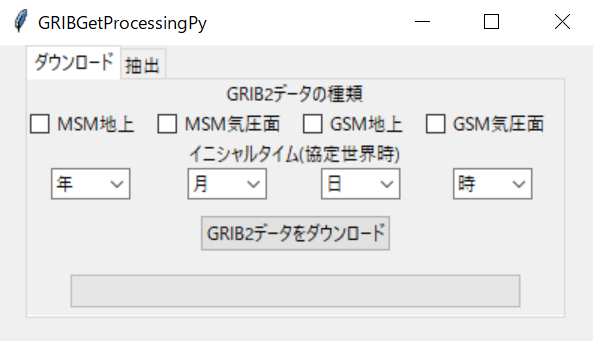 GRIBGetProcessingPy
ダウンロード 抽出
GRIB2データの種類
MSM地上 MSM気圧面 GSM地上 GSM気圧面
イニシャルタイム(協定世界時)
年 月 日 時
GRIB2データをダウンロード